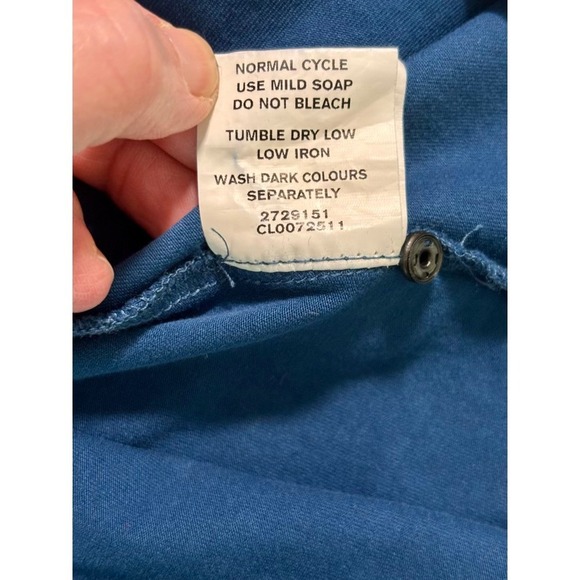 NORMAL CYCLE
USE MILD SOAP
DO NOT BLEACH
TUMBLE DRY LOW
LOW IRON
WASH DARK COLOURS
SEPARATELY
2729151
CL0072511